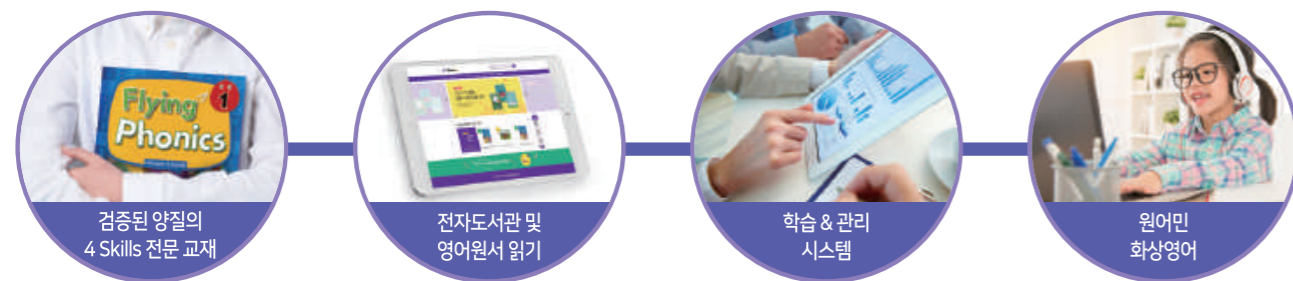 Flying
Phonics
1
검증된 양질의
4 Skills 전문 교재
전자도서관 및
영어원서 읽기
학습 & 관리
시스템
원어민
화상영어